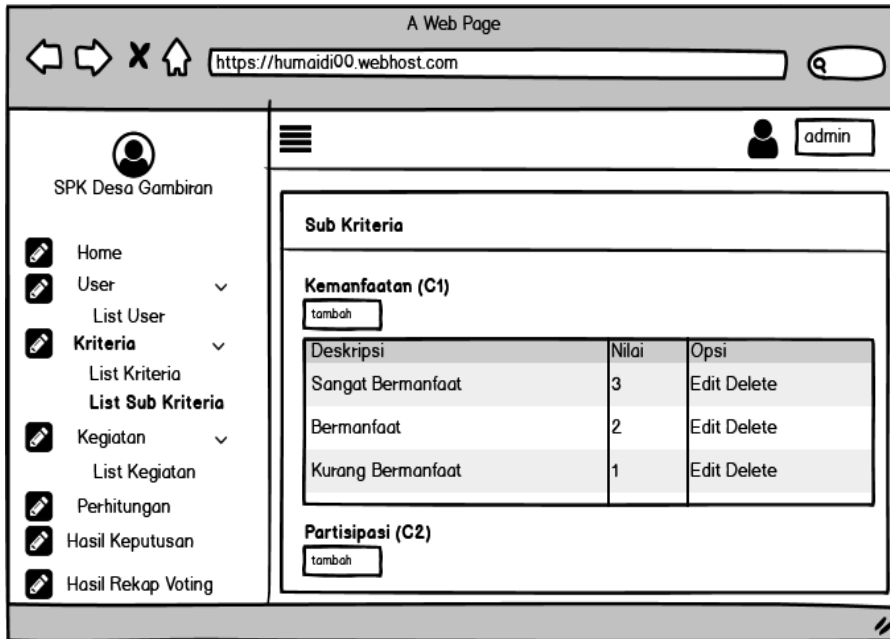 A Web Page
https://humaidi00.webhost.com
admin
SPK Desa Gambiran
Home
User
List User
Kriteria
List Kriteria
List Sub Kriteria
Kegiatan
List Kegiatan
Perhitungan
Hasil Keputusan
Hasil Rekap Voting
Sub Kriteria
Kemanfaatan (C1)
tambah
Deskripsi Nilai Opsi
Sangat Bermanfaat 3 Edit Delete
Bermanfaat 2 Edit Delete
Kurang Bermanfaat 1 Edit Delete
Partisipasi (C2)
tambah